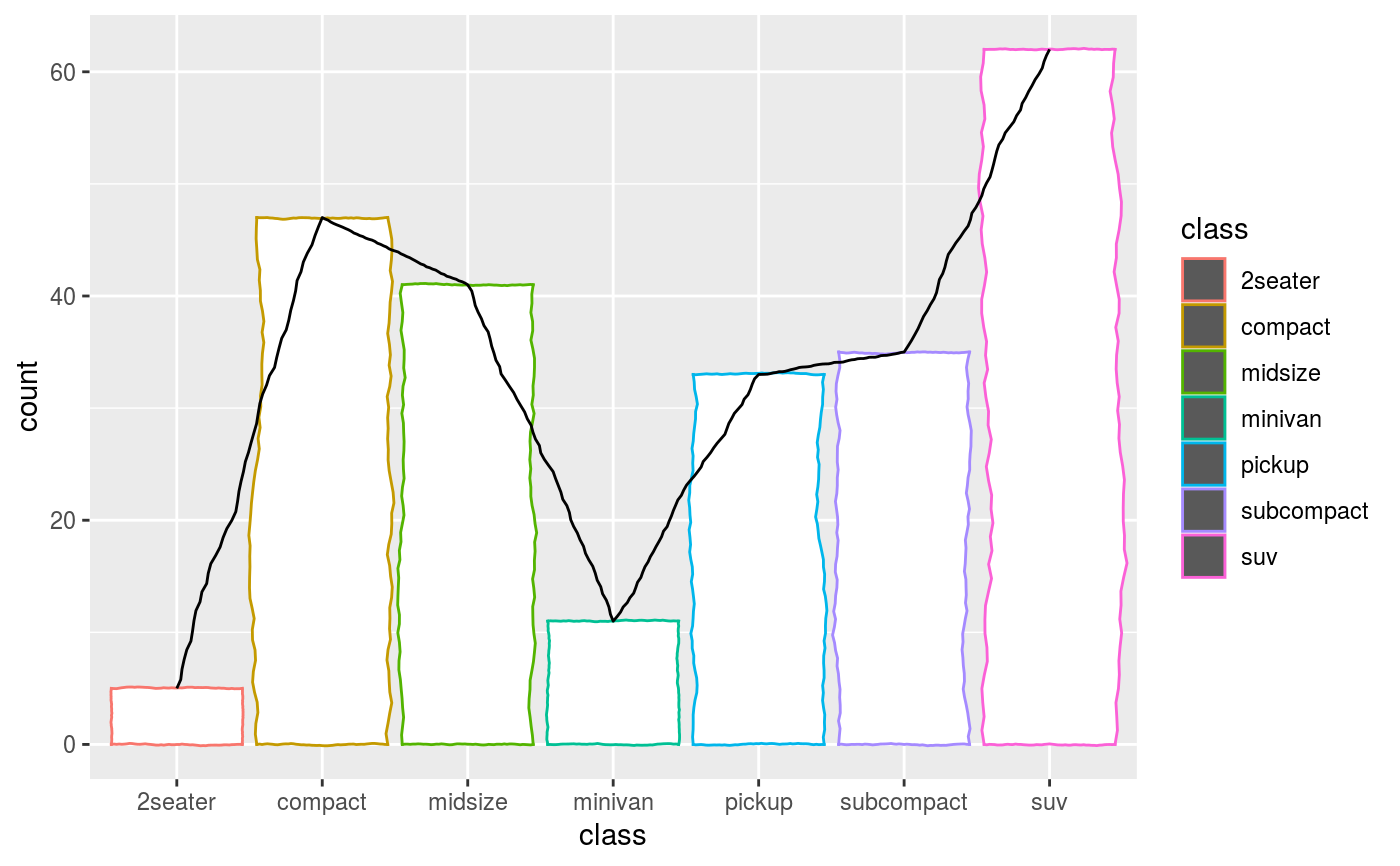 60
40
20
0
count
2seater compact midsize minivan pickup subcompact suv
class
class
2seater
compact
midsize
minivan
pickup
subcompact
suv